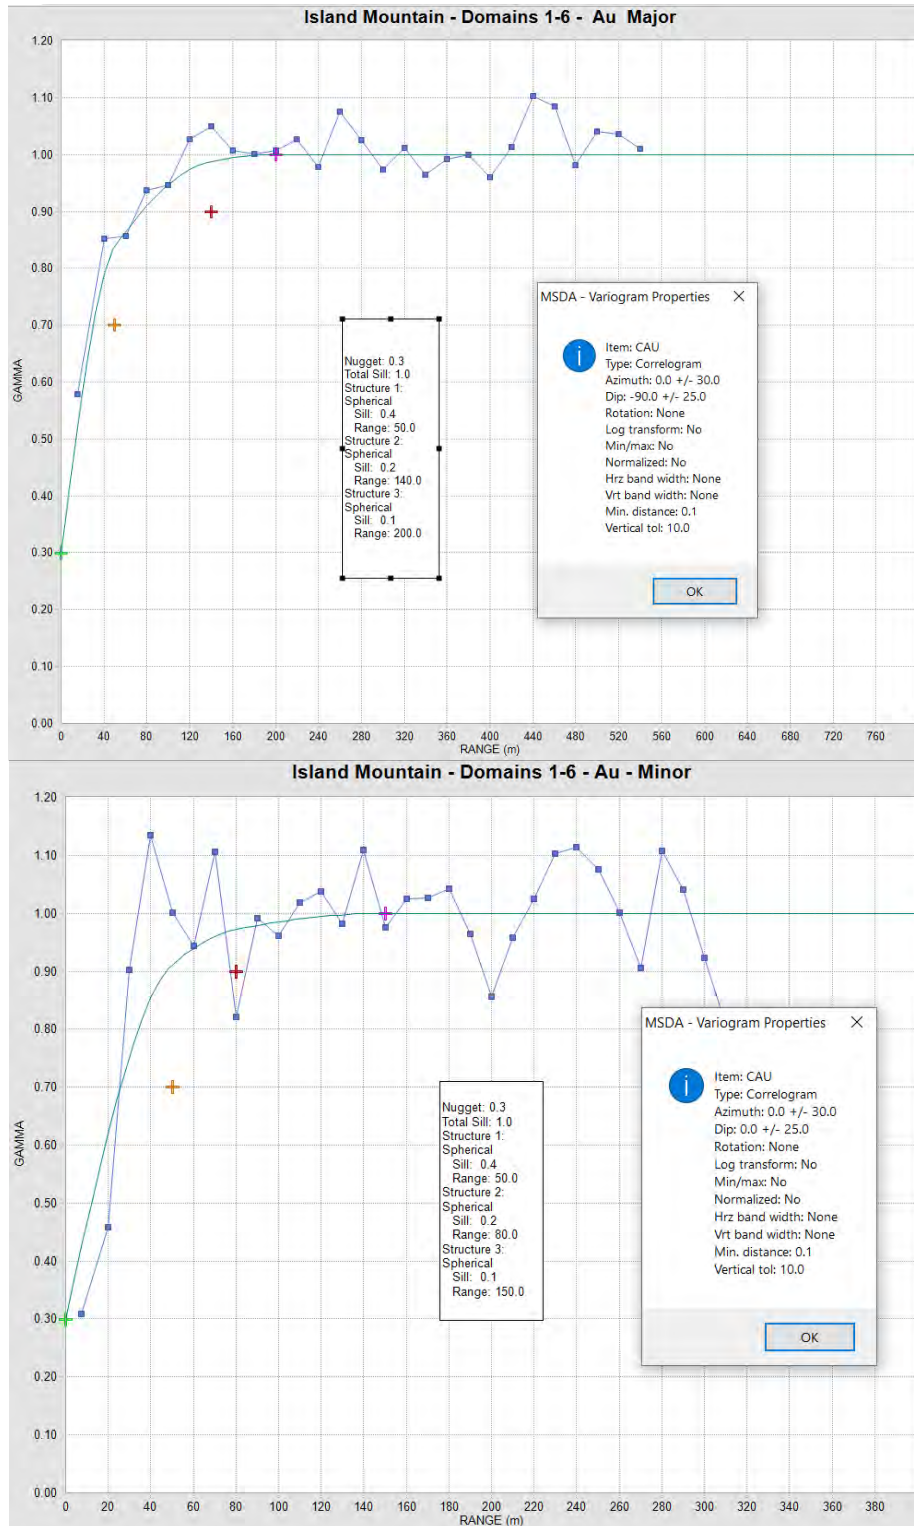 Island Mountain - Domains 1-6 - Au Major
1.20
1.10
1.00
0.90
0.80
0.70
0.60
0.50
0.40
0.30
0.20
0.10
0.00
GAMMA
0 40 80 120 160 200 240 280 320 360 400 440 480 520 560 600 640 680 720 760
RANGE (m)
Nugget: 0.3
Total Sill: 1.0
Structure 1:
Spherical
Sill: 0.4
Range: 50.0
Structure 2:
Spherical
Sill: 0.2
Range: 140.0
Structure 3:
Spherical
Sill: 0.1
Range: 200.0
MSDA - Variogram Properties
Item: CAU
Type: Correlogram
Azimuth: 0.0 +/- 30.0
Dip: -90.0 +/- 25.0
Rotation: None
Log transform: No
Min/max: No
Normalized: No
Hrz band width: None
Vrt band width: None
Min. distance: 0.1
Vertical tol: 10.0
OK
Island Mountain - Domains 1-6 - Au - Minor
1.20
1.10
1.00
0.90
0.80
0.70
0.60
0.50
0.40
0.30
0.20
0.10
0.00
GAMMA
0 20 40 60 80 100 120 140 160 180 200 220 240 260 280 300 320 340 360 380
RANGE (m)
Nugget: 0.3
Total Sill: 1.0
Structure 1:
Spherical
Sill: 0.4
Range: 50.0
Structure 2:
Spherical
Sill: 0.2
Range: 80.0
Structure 3:
Spherical
Sill: 0.1
Range: 150.0
MSDA - Variogram Properties
Item: CAU
Type: Correlogram
Azimuth: 0.0 +/- 30.0
Dip: 0.0 +/- 25.0
Rotation: None
Log transform: No
Min/max: No
Normalized: No
Hrz band width: None
Vrt band width: None
Min. distance: 0.1
Vertical tol: 10.0
OK